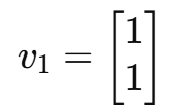 v₁ = [1
1]